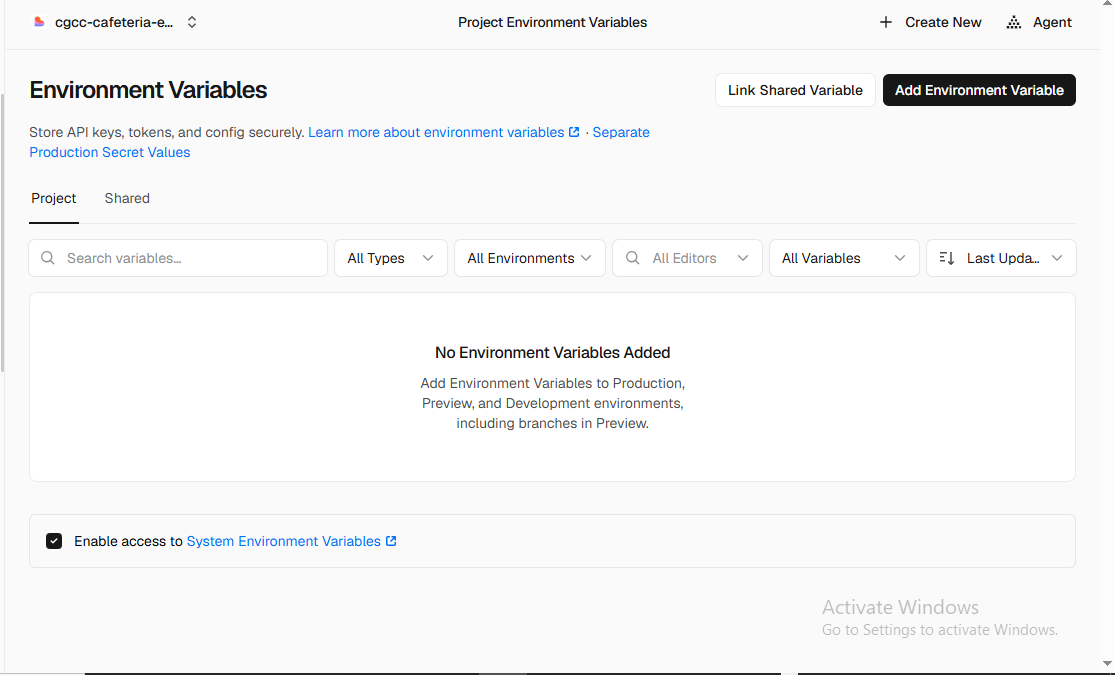 cgcc-cafeteria-e...
Project Environment Variables
Create New
Agent
Environment Variables
Link Shared Variable
Add Environment Variable
Store API keys, tokens, and config securely. Learn more about environment variables · Separate
Production Secret Values
Project
Shared
Search variables...
All Types
All Environments
All Editors
All Variables
Last Upda...
No Environment Variables Added
Add Environment Variables to Production,
Preview, and Development environments,
including branches in Preview.
Enable access to System Environment Variables
Activate Windows
Go to Settings to activate Windows.